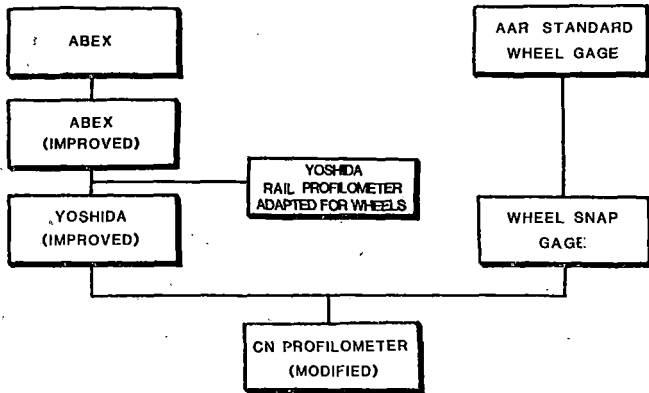 ABEX
AAR STANDARD
WHEEL GAGE
ABEX
(IMPROVED)
YOSHIDA
RAIL PROFILOMETER
ADAPTED FOR WHEELS
YOSHIDA
(IMPROVED)
WHEEL SNAP
GAGE
CN PROFILOMETER
(MODIFIED)